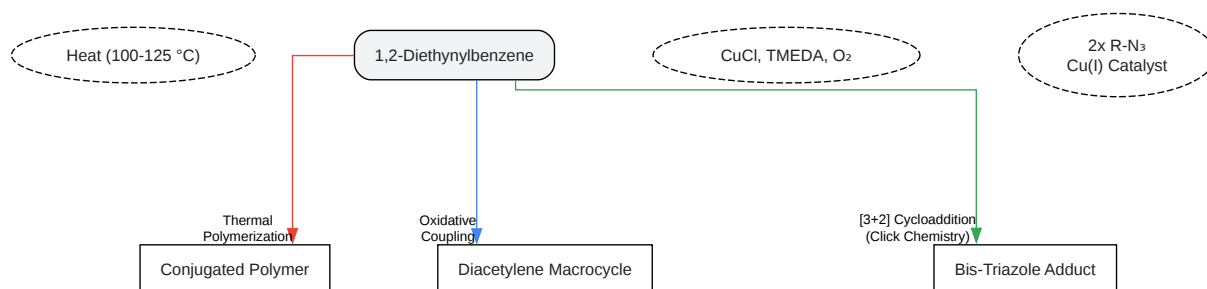 Heat (100-125 °C)
1,2-Diethynylbenzene
CuCl, TMEDA, O₂
2x R-N₃
Cu(I) Catalyst
Thermal
Polymerization
Oxidative
Coupling
[3+2] Cycloaddition
(Click Chemistry)
Conjugated Polymer
Diacetylene Macrocycle
Bis-Triazole Adduct